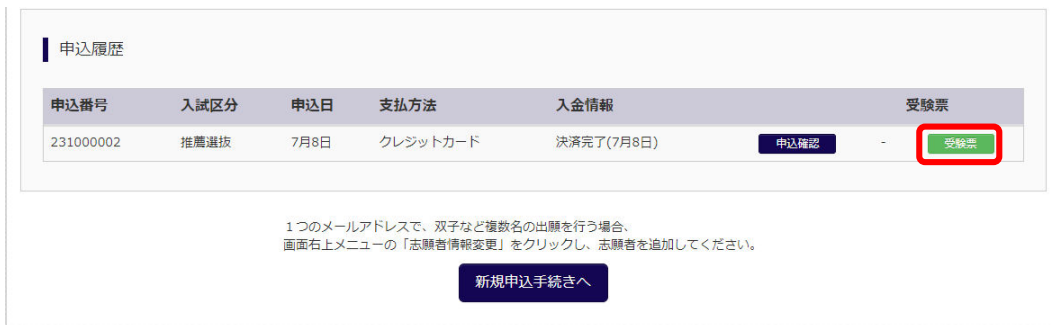 申込履歴
申込番号 入試区分 申込日 支払方法 入金情報 受験票
231000002 推薦選抜 7月8日 クレジットカード 決済完了(7月8日) 申込確認 - 受験票
1つのメールアドレスで、双子など複数名の出願を行う場合、
画面右上メニューの「志願者情報変更」をクリックし、志願者を追加してください。
新規申込手続きへ